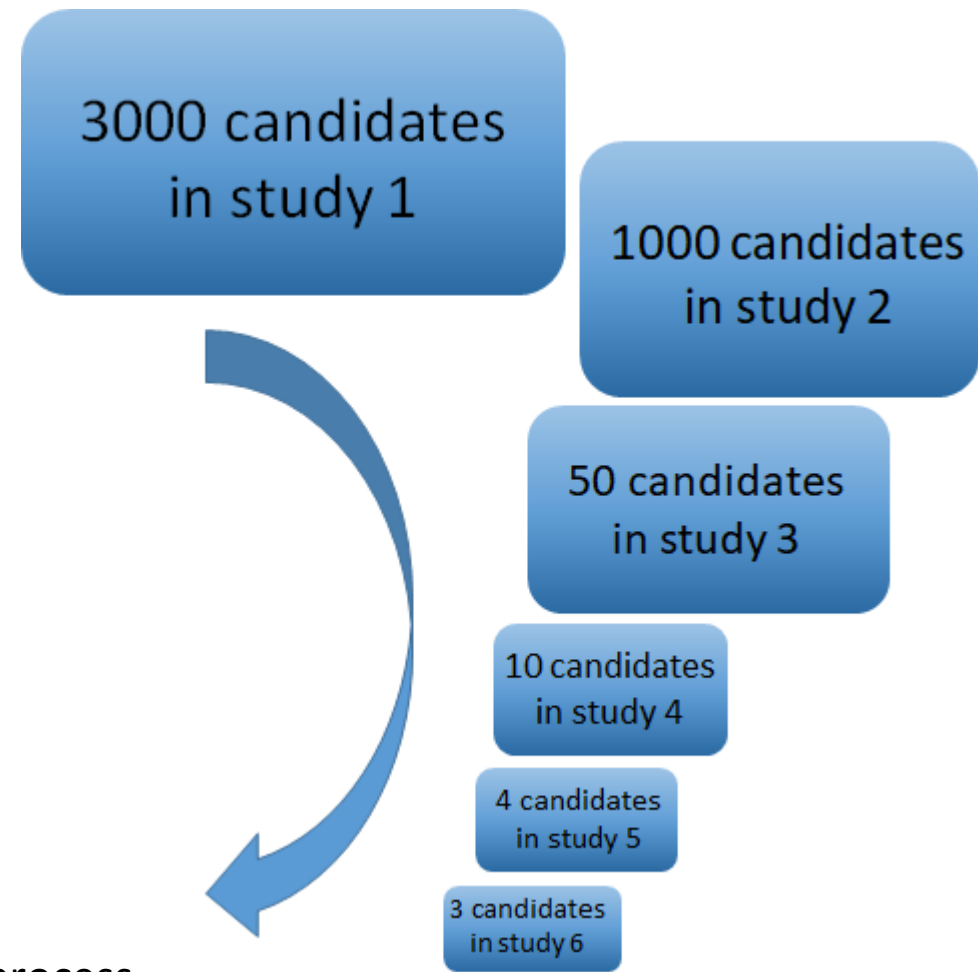 3000 candidates
in study 1
1000 candidates
in study 2
50 candidates
in study 3
10 candidates
in study 4
4 candidates
in study 5
3 candidates
in study 6
process